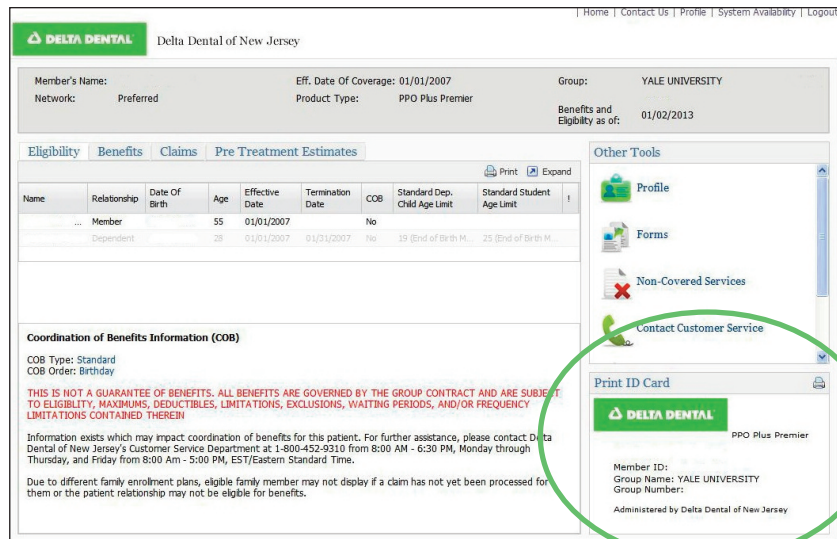 | Home | Contact Us | Profile | System Availability | Logout
DELTA DENTAL
Delta Dental of New Jersey
Member's Name: Eff. Date Of Coverage: 01/01/2007 Group: YALE UNIVERSITY
Network: Preferred Product Type: PPO Plus Premier
Benefits and Eligibility as of: 01/02/2013
Eligibility Benefits Claims Pre Treatment Estimates
Print Expand
Name Relationship Date Of Birth Age Effective Date Termination Date COB Standard Dep. Child Age Limit Standard Student Age Limit !
... Member 55 01/01/2007 No
Dependent 28 01/01/2007 01/31/2007 No 19 (End of Birth M... 25 (End of Birth M...
Coordination of Benefits Information (COB)
COB Type: Standard
COB Order: Birthday
THIS IS NOT A GUARANTEE OF BENEFITS. ALL BENEFITS ARE GOVERNED BY THE GROUP CONTRACT AND ARE SUBJECT
TO ELIGIBLITY, MAXIMUMS, DEDUCTIBLES, LIMITATIONS, EXCLUSIONS, WAITING PERIODS, AND/OR FREQUENCY
LIMITATIONS CONTAINED THEREIN
Information exists which may impact coordination of benefits for this patient. For further assistance, please contact Delta
Dental of New Jersey's Customer Service Department at 1-800-452-9310 from 8:00 AM - 6:30 PM, Monday through
Thursday, and Friday from 8:00 Am - 5:00 PM, EST/Eastern Standard Time.
Due to different family enrollment plans, eligible family member may not display if a claim has not yet been processed for
them or the patient relationship may not be eligible for benefits.
Other Tools
Profile
Forms
Non-Covered Services
Contact Customer Service
Print ID Card
DELTA DENTAL
PPO Plus Premier
Member ID:
Group Name: YALE UNIVERSITY
Group Number:
Administered by Delta Dental of New Jersey